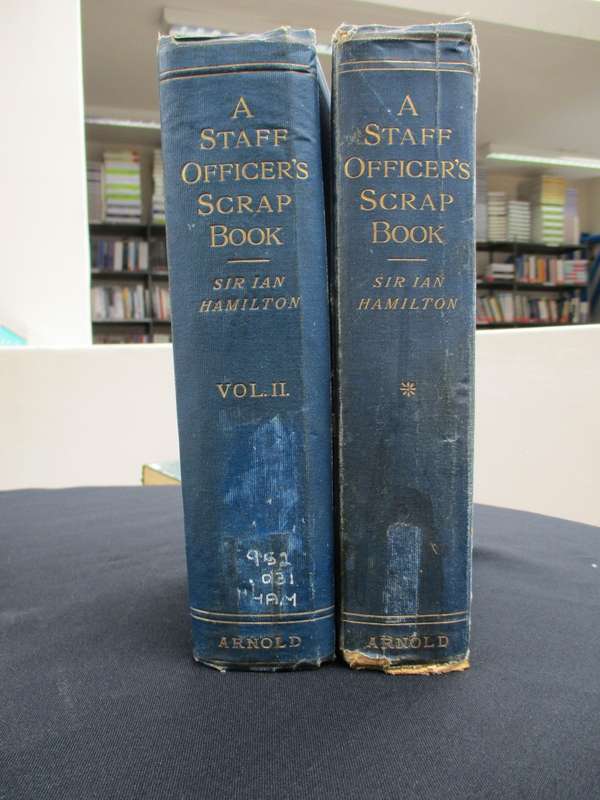 A
STAFF
OFFICER'S
SCRAP
BOOK
SIR IAN
HAMILTON
VOL. II.
952
.031
HAM
ARNOLD
A
STAFF
OFFICER'S
SCRAP
BOOK
SIR IAN
HAMILTON
ARNOLD